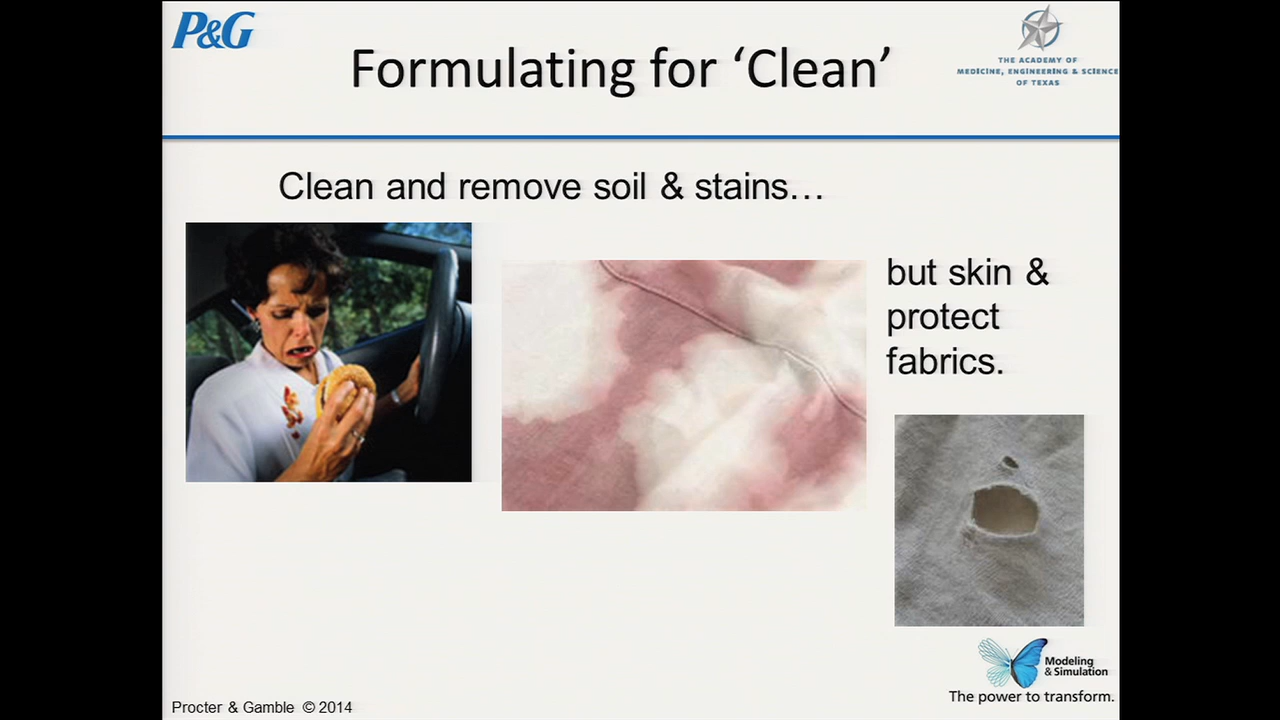 P&G
Formulating for ‘Clean’
THE ACADEMY OF
MEDICINE, ENGINEERING & SCIENCE
OF TEXAS
Clean and remove soil & stains…
but skin &
protect
fabrics.
Modeling
& Simulation
The power to transform.
Procter & Gamble © 2014